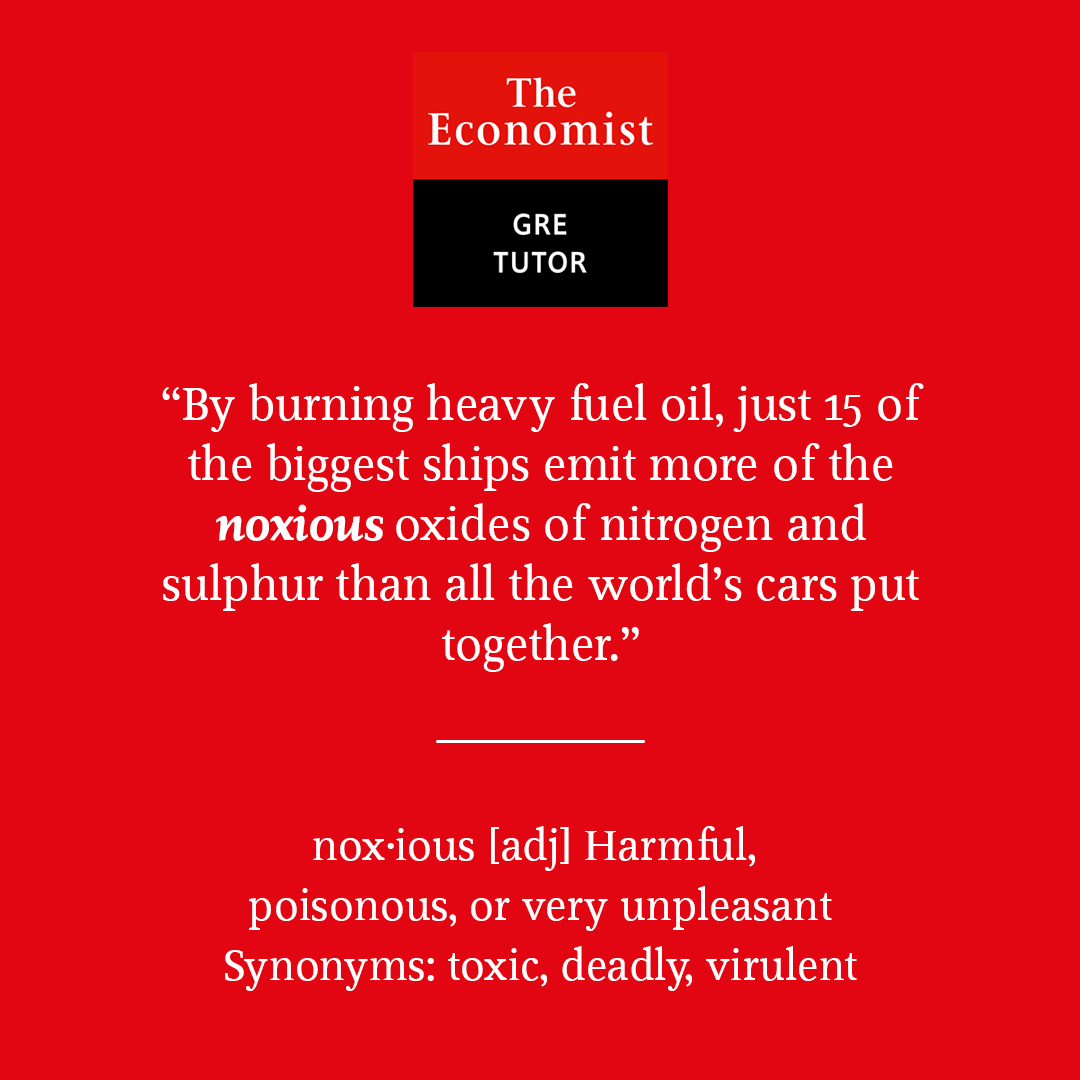 The
Economist
GRE
TUTOR
“By burning heavy fuel oil, just 15 of
the biggest ships emit more of the
noxious oxides of nitrogen and
sulphur than all the world’s cars put
together.”
nox·ious [adj] Harmful,
poisonous, or very unpleasant
Synonyms: toxic, deadly, virulent